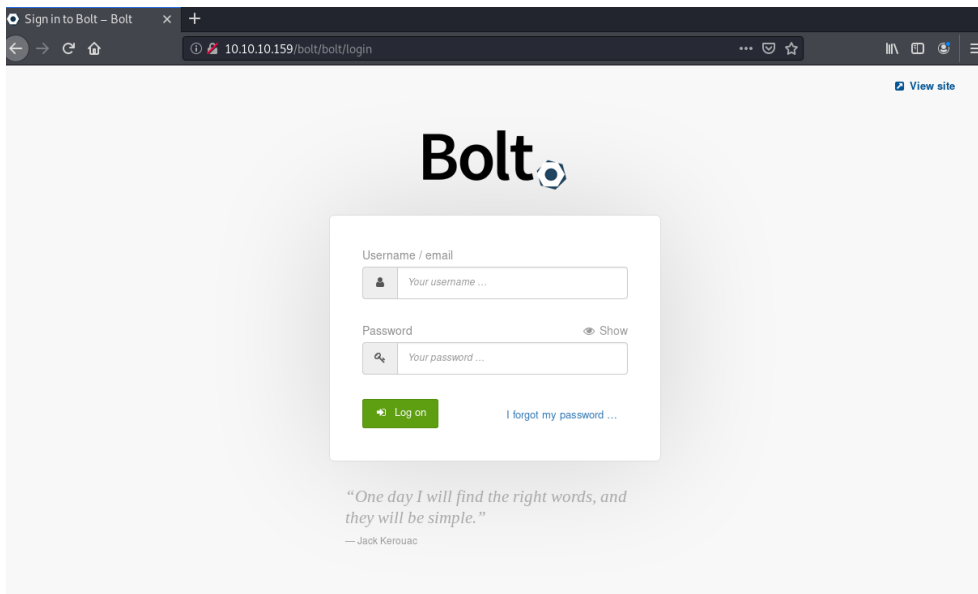 Sign in to Bolt – Bolt
10.10.10.159/bolt/bolt/login
View site
Bolt
Username / email
Your username ...
Password
Show
Your password ...
Log on
I forgot my password ...
“One day I will find the right words, and
they will be simple.”
— Jack Kerouac